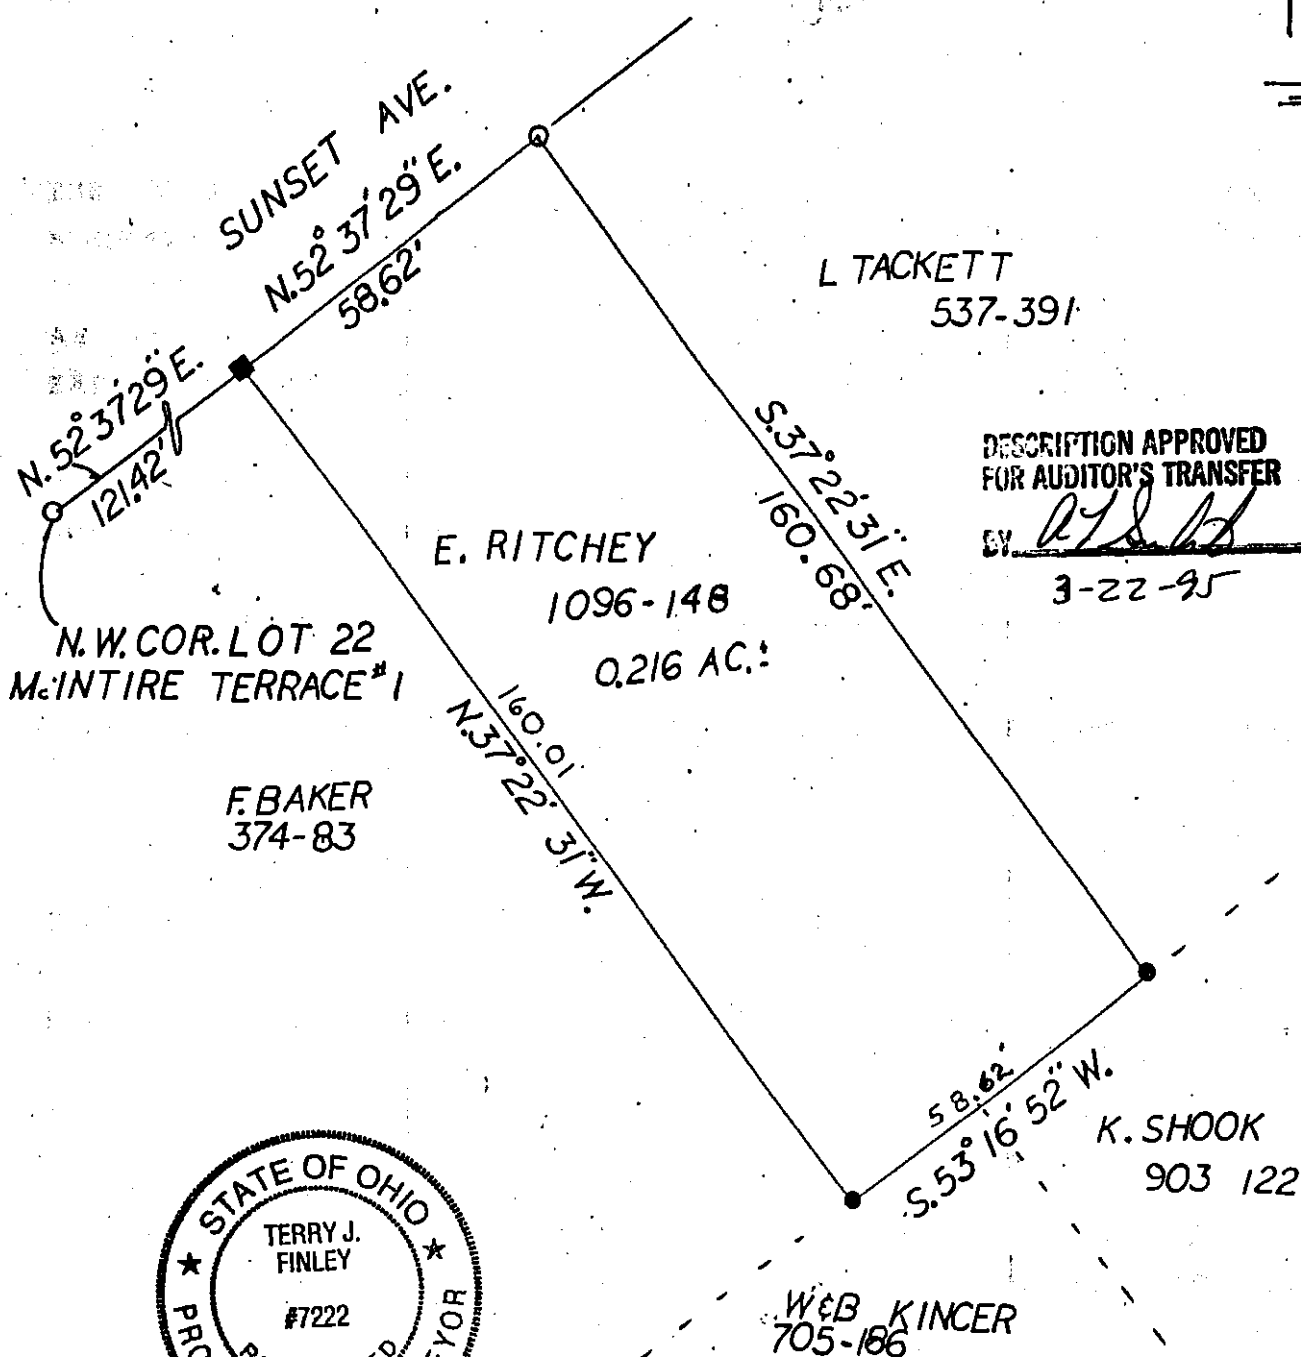 SUNSET AVE.
N. 52° 37' 29" E.
58.62'
N. 52° 37' 29" E.
121.42'
L TACKETT
537-391
S. 37° 22' 31" E.
160.68'
DESCRIPTION APPROVED
FOR AUDITOR'S TRANSFER
BY
3-22-95
E. RITCHEY
1096-148
0.216 AC.±
N.W. COR. LOT 22
McINTIRE TERRACE #1
160.01
N. 37° 22' 31" W.
F. BAKER
374-83
58.62'
S. 53° 16' 52" W.
K. SHOOK
903 122
W&B KINCER
705-186
STATE OF OHIO
TERRY J.
FINLEY
#7222